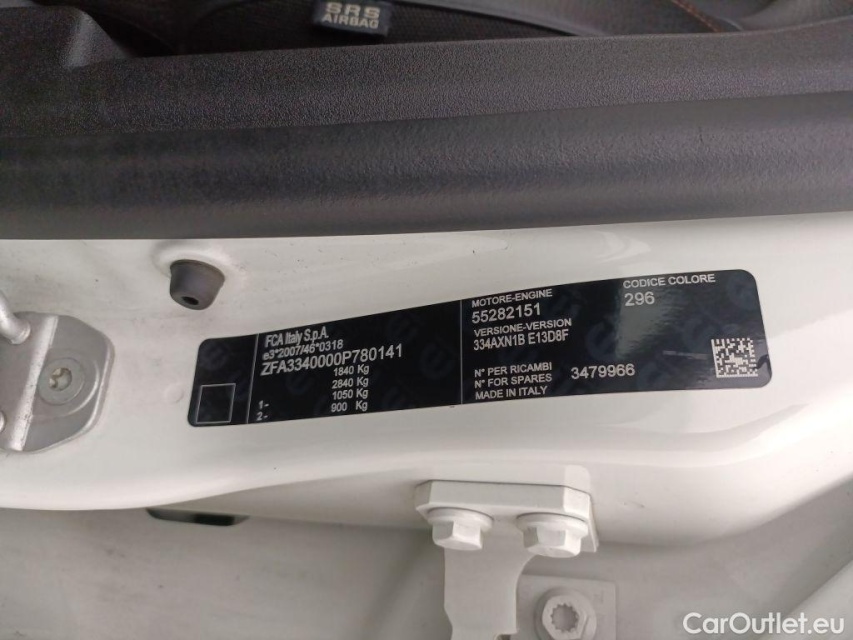 SRS
AIRBAG
FCA Italy S.p.A.
e3*2007/46*0318
ZFA3340000P780141
1840 Kg
2840 Kg
1- 1050 Kg
2- 900 Kg
MOTORE-ENGINE
55282151
VERSIONE-VERSION
334AXN1B E13D8F
N° PER RICAMBI
N° FOR SPARES 3479966
MADE IN ITALY
CODICE COLORE
296
CarOutlet.eu